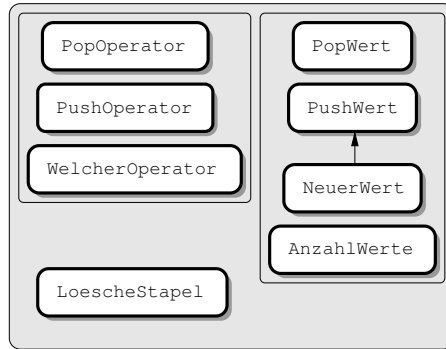 PopOperator
PushOperator
WelcherOperator
PopWert
PushWert
NeuerWert
AnzahlWerte
LoescheStapel